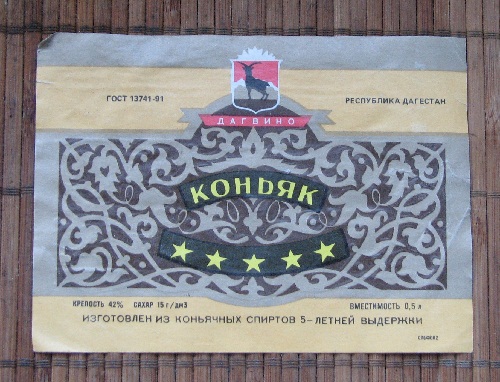 ГОСТ 13741-91
РЕСПУБЛИКА ДАГЕСТАН
ДАГВИНО
КОНЬЯК
КРЕПОСТЬ 42% САХАР 15 г/дм3
ВМЕСТИМОСТЬ 0,5 л
ИЗГОТОВЛЕН ИЗ КОНЬЯЧНЫХ СПИРТОВ 5-ЛЕТНЕЙ ВЫДЕРЖКИ